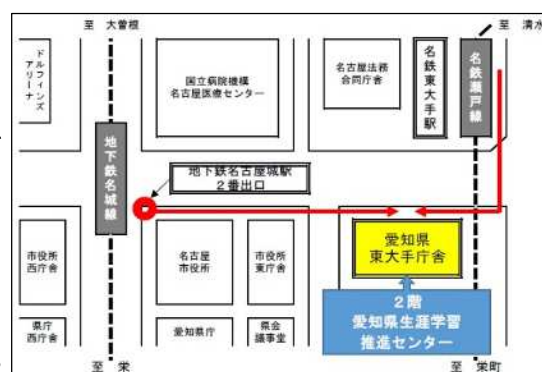 至 大曽根
至 清水
ドルフィンズ
アリーナ
国立病院機構
名古屋医療センター
名古屋法務
合同庁舎
名鉄東大手駅
名鉄瀬戸線
地下鉄名城線
地下鉄名古屋城駅
2番出口
市役所
西庁舎
名古屋
市役所
市役所
東庁舎
愛知県
東大手庁舎
2階
愛知県生涯学習
推進センター
県庁
西庁舎
愛知県庁
県会
議事堂
至 栄
至 栄町